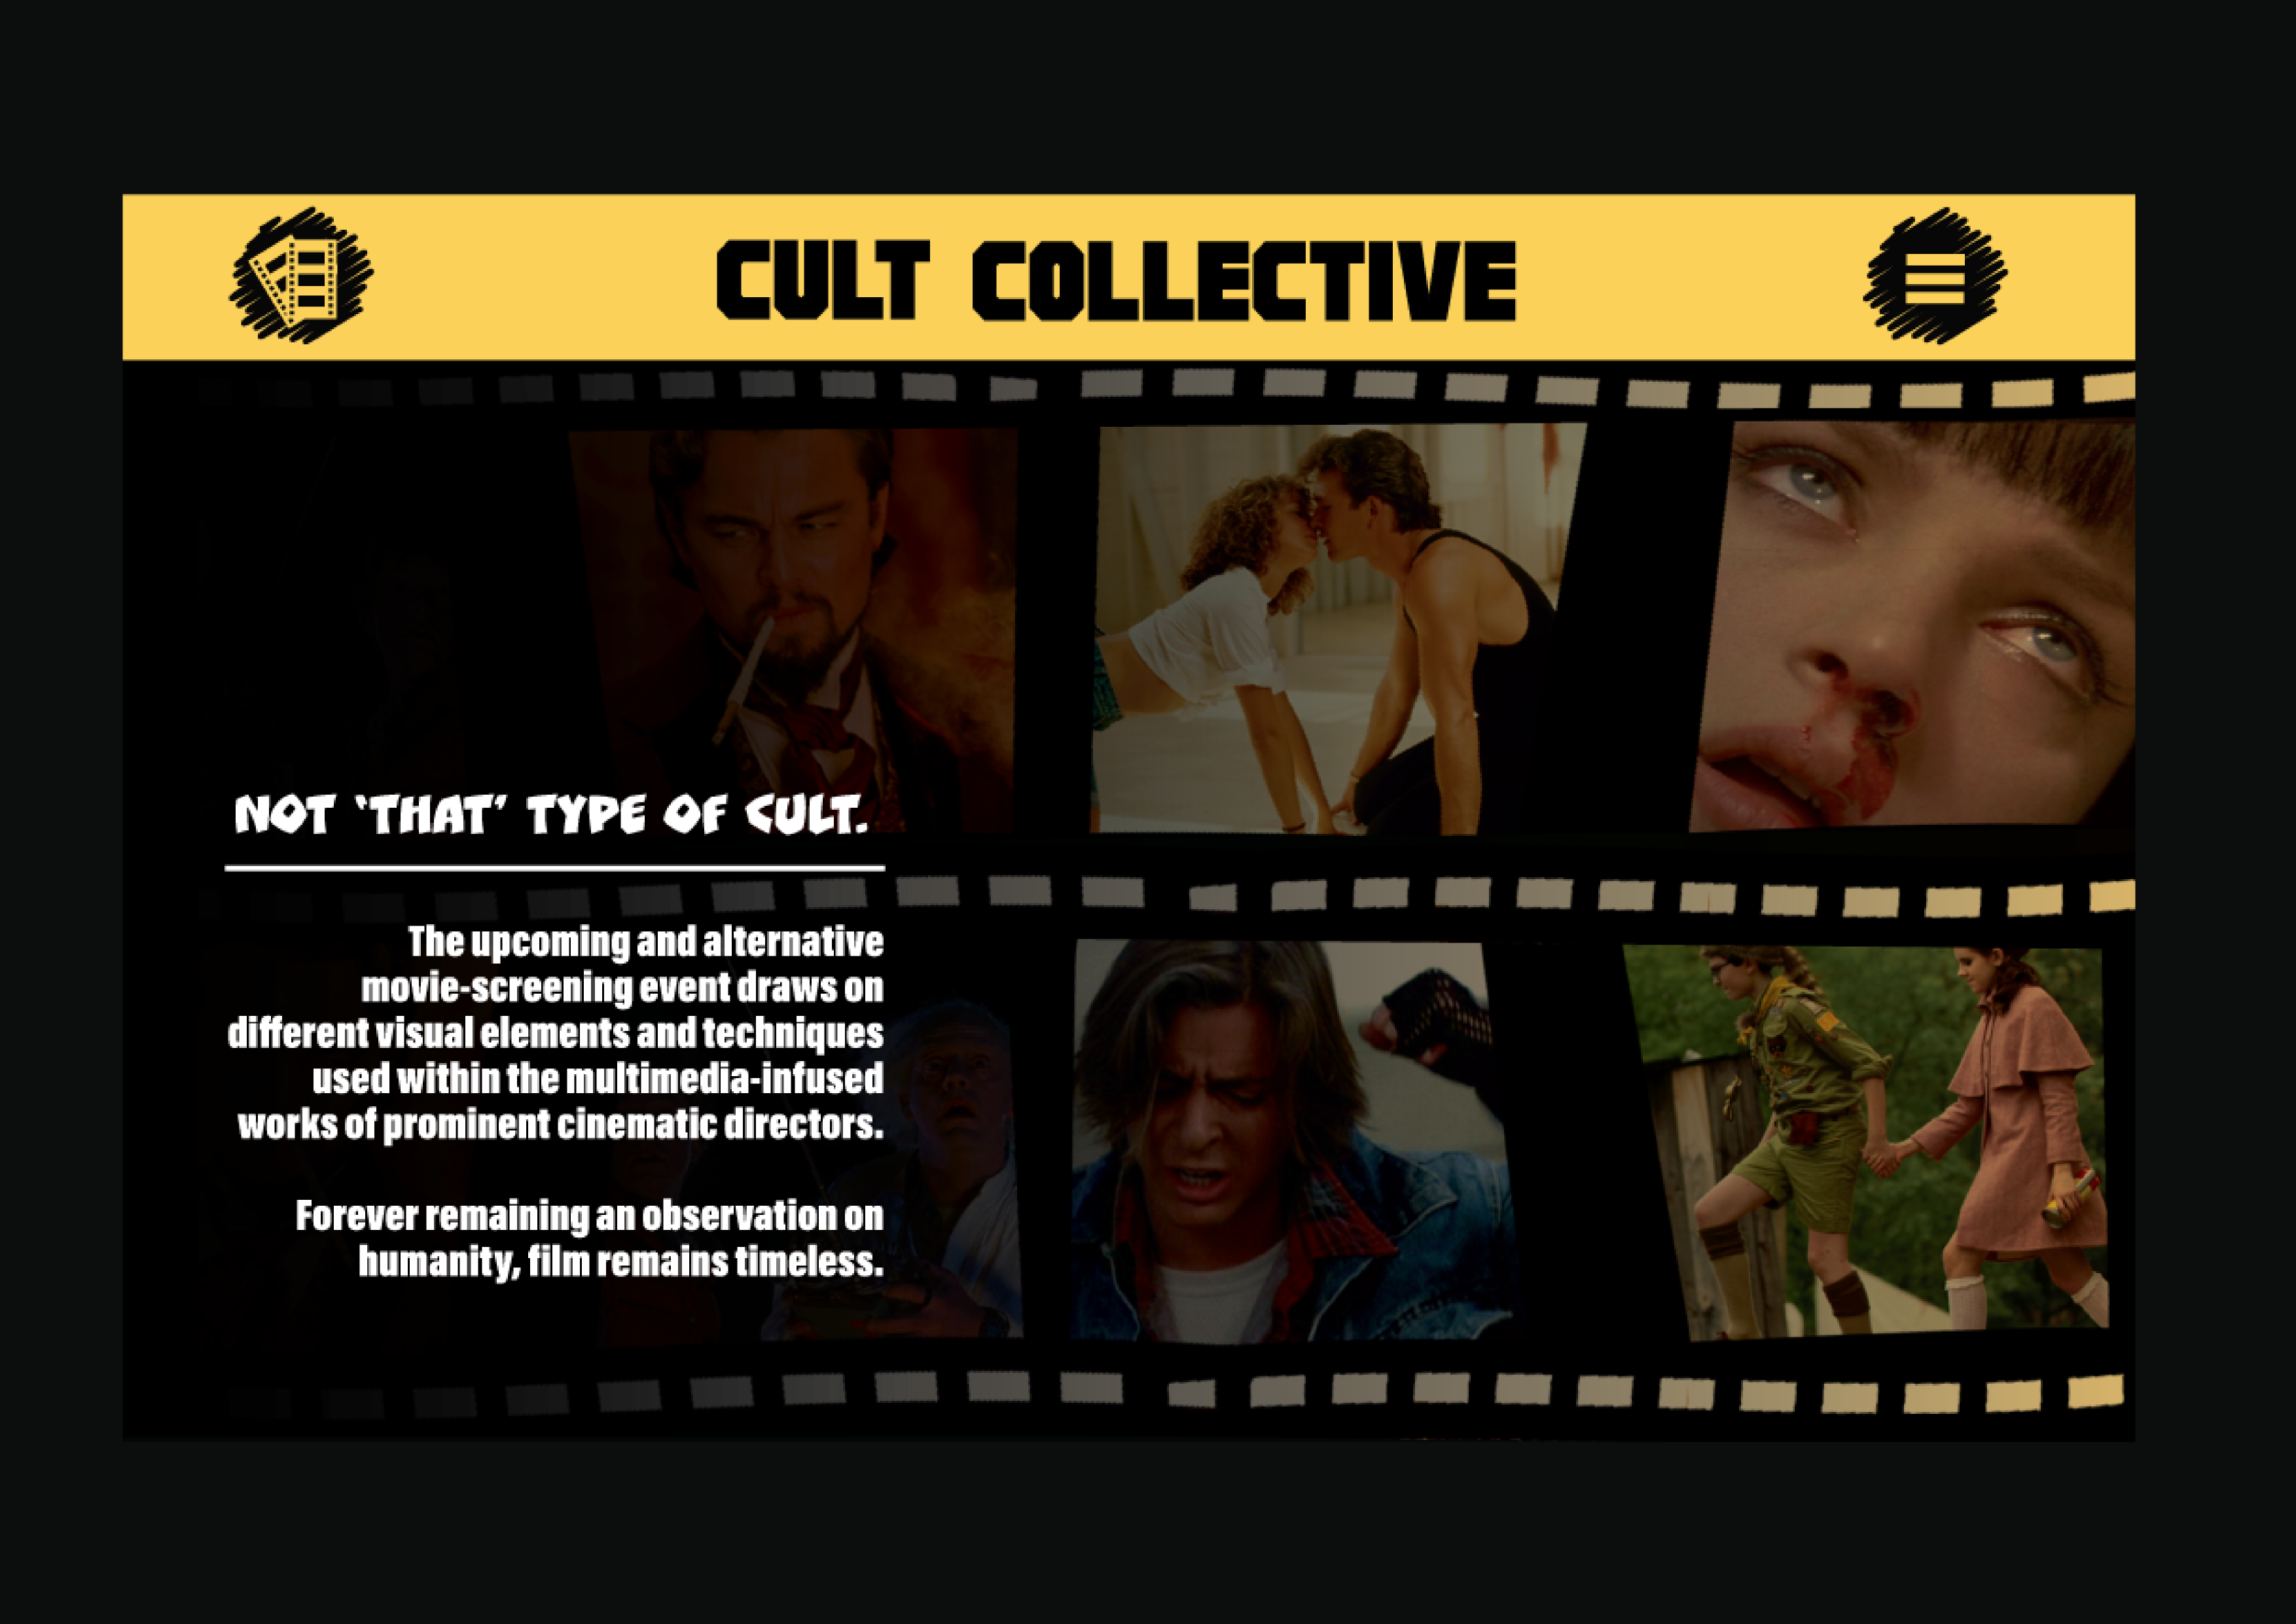 CULT COLLECTIVE
NOT ‘THAT’ TYPE OF CULT.
The upcoming and alternative
movie-screening event draws on
different visual elements and techniques
used within the multimedia-infused
works of prominent cinematic directors.
Forever remaining an observation on
humanity, film remains timeless.